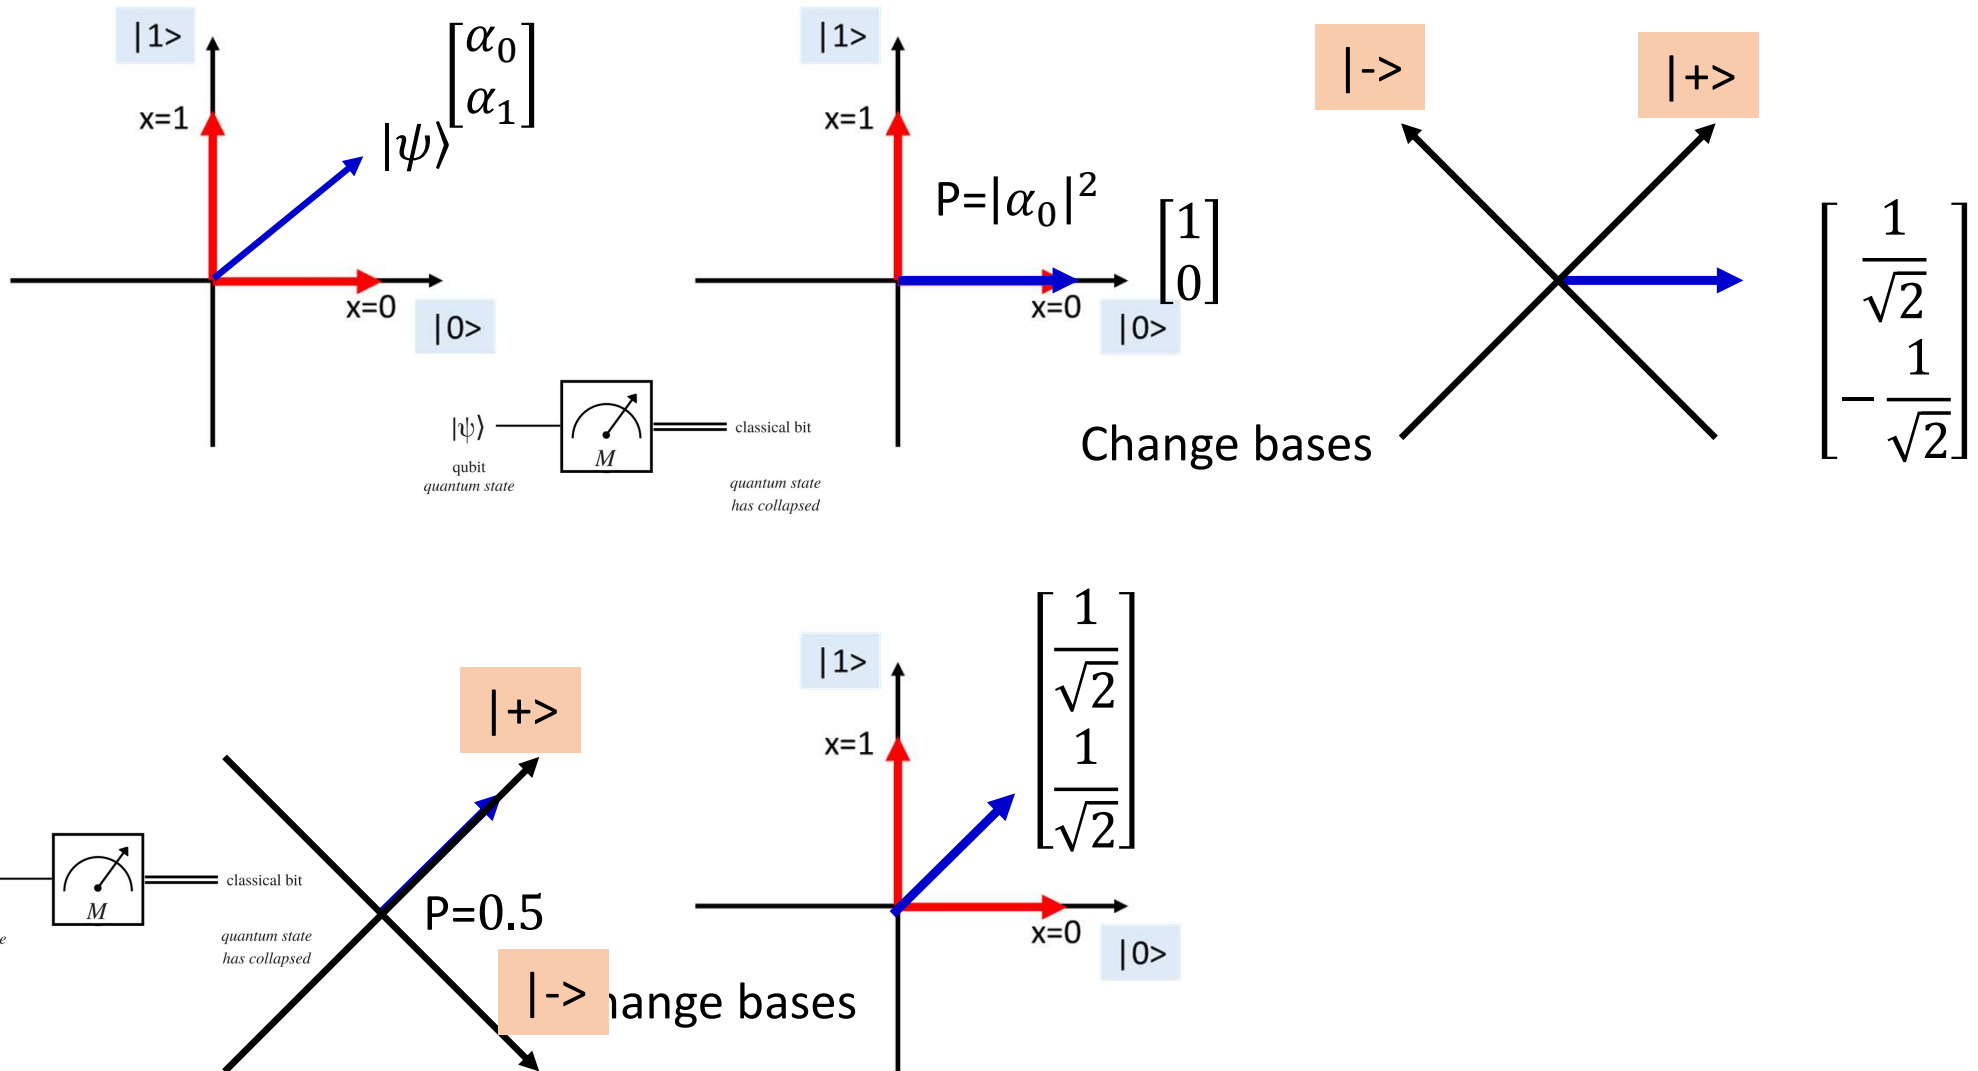 |1>
[α₀
α₁]
x=1
|ψ⟩
x=0
|0>
|1>
x=1
P=|α₀|²
[1
0]
x=0
|0>
|ψ⟩
qubit
quantum state
M
classical bit
quantum state
has collapsed
|->
|+>
Change bases
[1/√2
−1/√2]
M
classical bit
quantum state
has collapsed
e
|+>
P=0.5
|->
hange bases
|1>
x=1
[1/√2
1/√2]
x=0
|0>